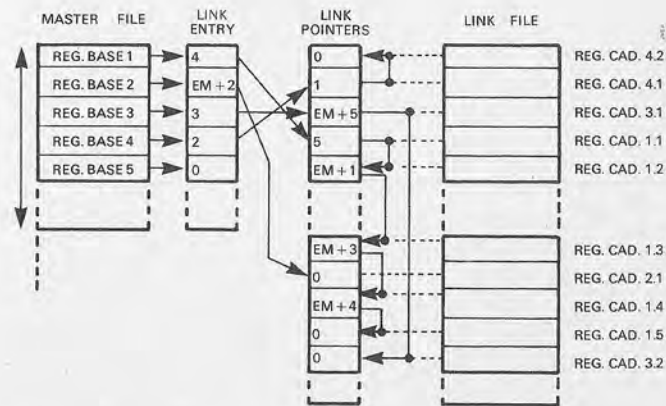 MASTER FILE
LINK ENTRY
LINK POINTERS
LINK FILE
REG. BASE 1
4
0
REG. CAD. 4.2
REG. BASE 2
EM + 2
1
REG. CAD. 4.1
REG. BASE 3
3
EM + 5
REG. CAD. 3.1
REG. BASE 4
2
5
REG. CAD. 1.1
REG. BASE 5
0
EM + 1
REG. CAD. 1.2
EM + 3
REG. CAD. 1.3
0
REG. CAD. 2.1
EM + 4
REG. CAD. 1.4
0
REG. CAD. 1.5
0
REG. CAD. 3.2